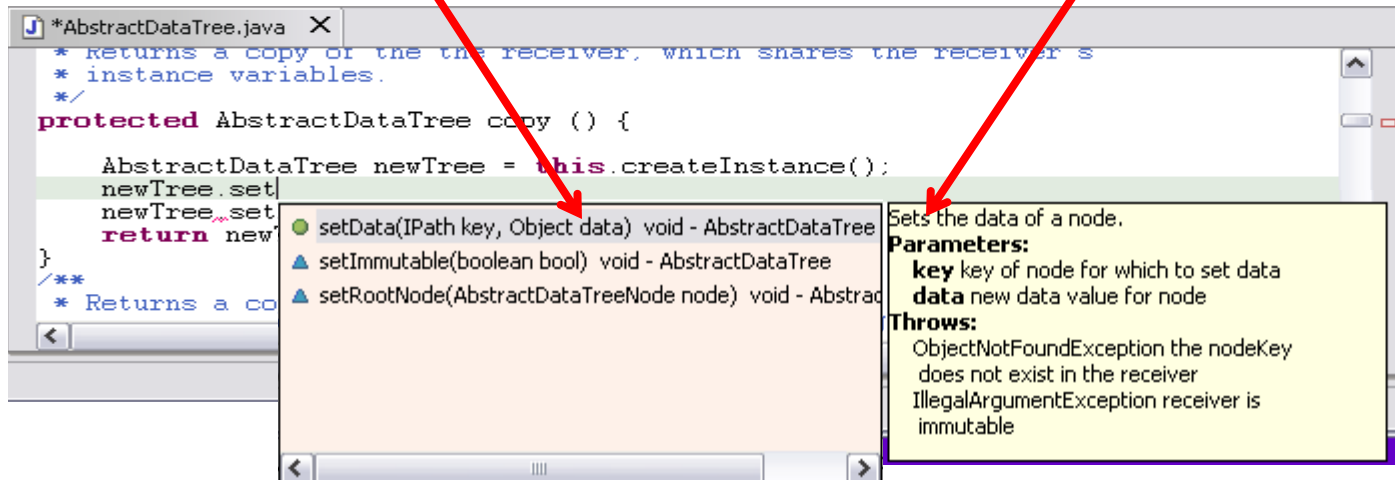 *AbstractDataTree.java
* Returns a copy of the the receiver, which shares the receiver's
* instance variables.
*/
protected AbstractDataTree copy () {
AbstractDataTree newTree = this.createInstance();
newTree.set
newTree.set
return new
}
/**
* Returns a co
setData(IPath key, Object data) void - AbstractDataTree
setImmutable(boolean bool) void - AbstractDataTree
setRootNode(AbstractDataTreeNode node) void - Abstrac
Sets the data of a node.
Parameters:
key key of node for which to set data
data new data value for node
Throws:
ObjectNotFoundException the nodeKey
does not exist in the receiver
IllegalArgumentException receiver is
immutable